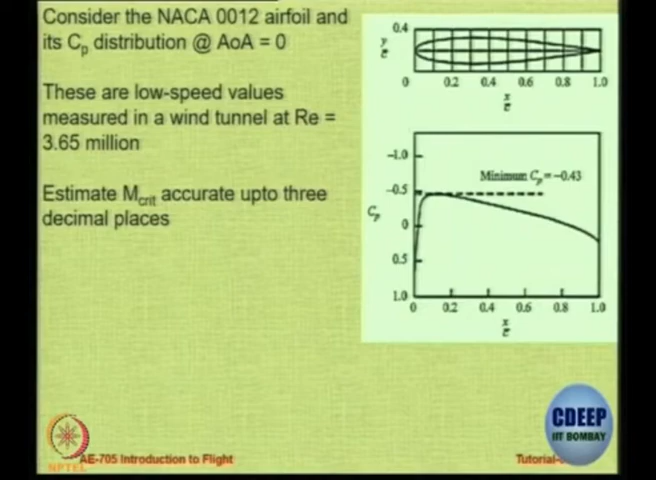 Consider the NACA 0012 airfoil and
its Cp distribution @ AoA = 0
These are low-speed values
measured in a wind tunnel at Re =
3.65 million
Estimate Mcrit accurate upto three
decimal places
0.4
y
c
0
0
0.2
0.4
0.6
0.8
1.0
x
c
-1.0
-0.5
0
0.5
1.0
Cp
Minimum Cp = -0.43
0
0.2
0.4
0.6
0.8
1.0
x
c
NPTEL
AE-705 Introduction to Flight
CDEEP
IIT BOMBAY